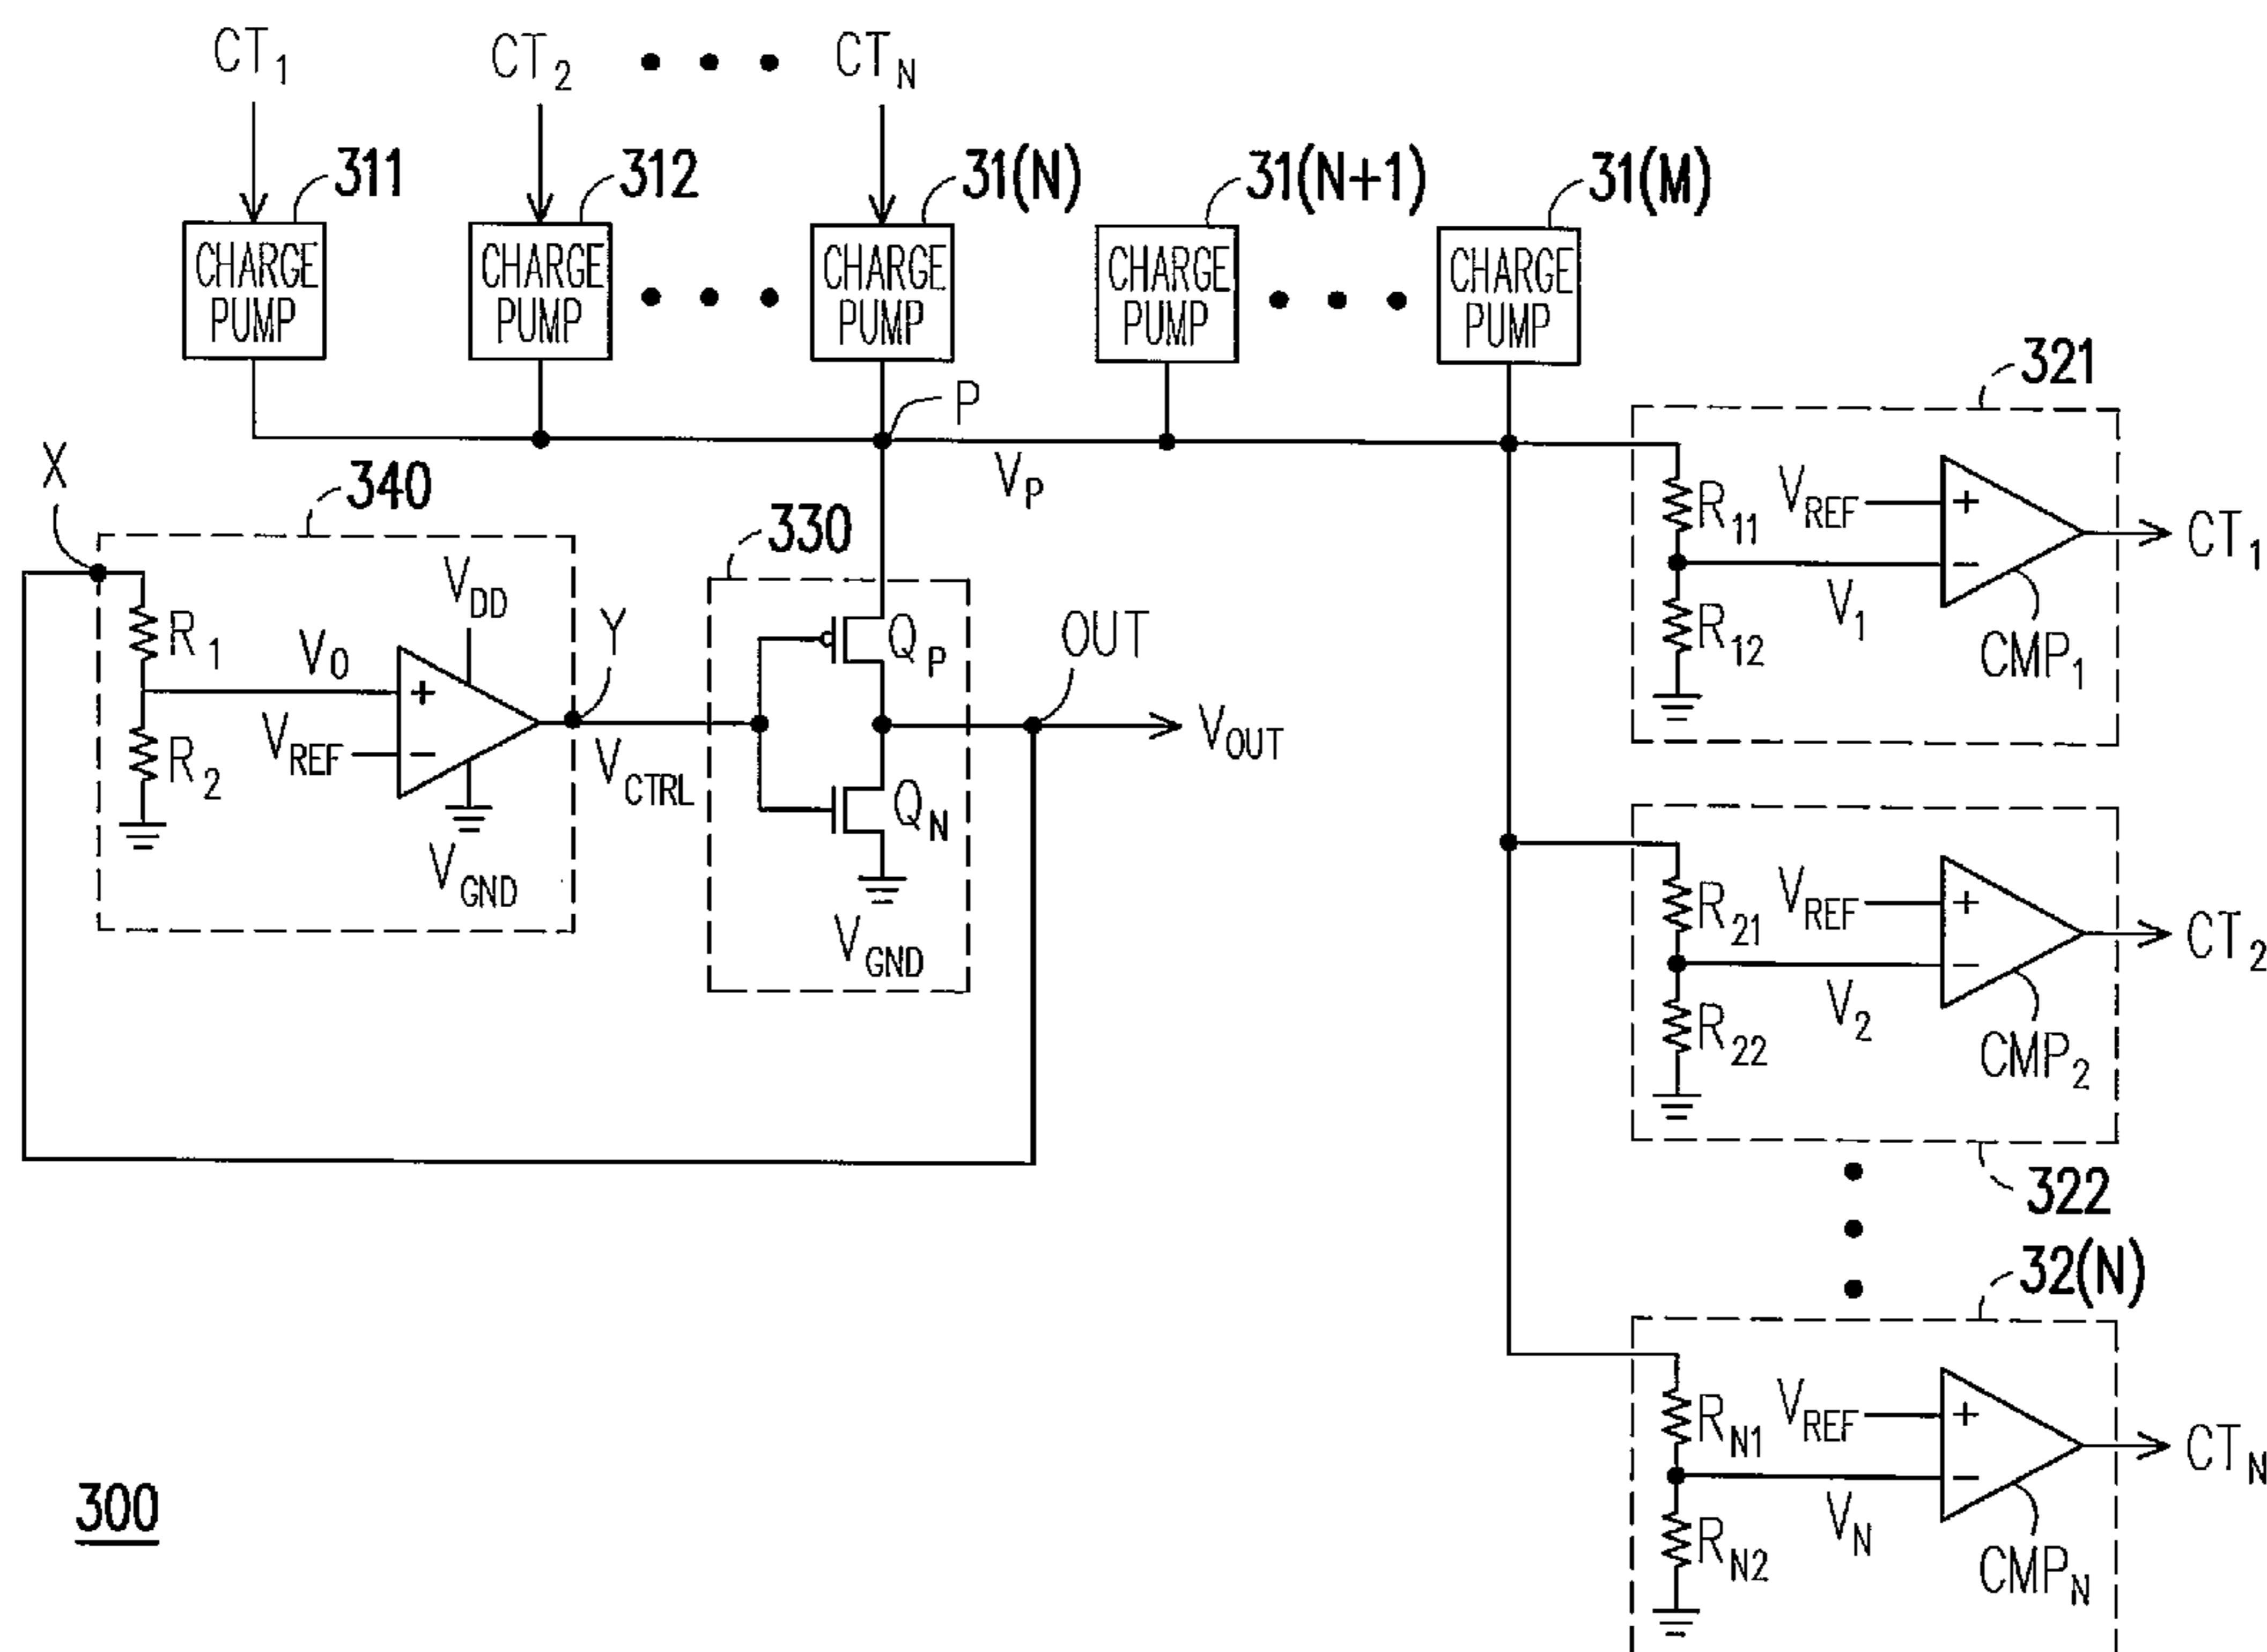 CT1 CT2 CTN
311 312 31(N) 31(N+1) 31(M)
CHARGE PUMP
CHARGE PUMP
CHARGE PUMP
CHARGE PUMP
CHARGE PUMP
P
VP
X
340
R1
R2
VO
VREF
VDD
VGND
Y
VCTRL
330
QP
QN
VGND
OUT
VOUT
321
R11
R12
VREF
V1
+
−
CMP1
CT1
R21
R22
VREF
V2
+
−
CMP2
CT2
322
32(N)
RN1
RN2
VREF
VN
+
−
CMPN
CTN
+
−
300